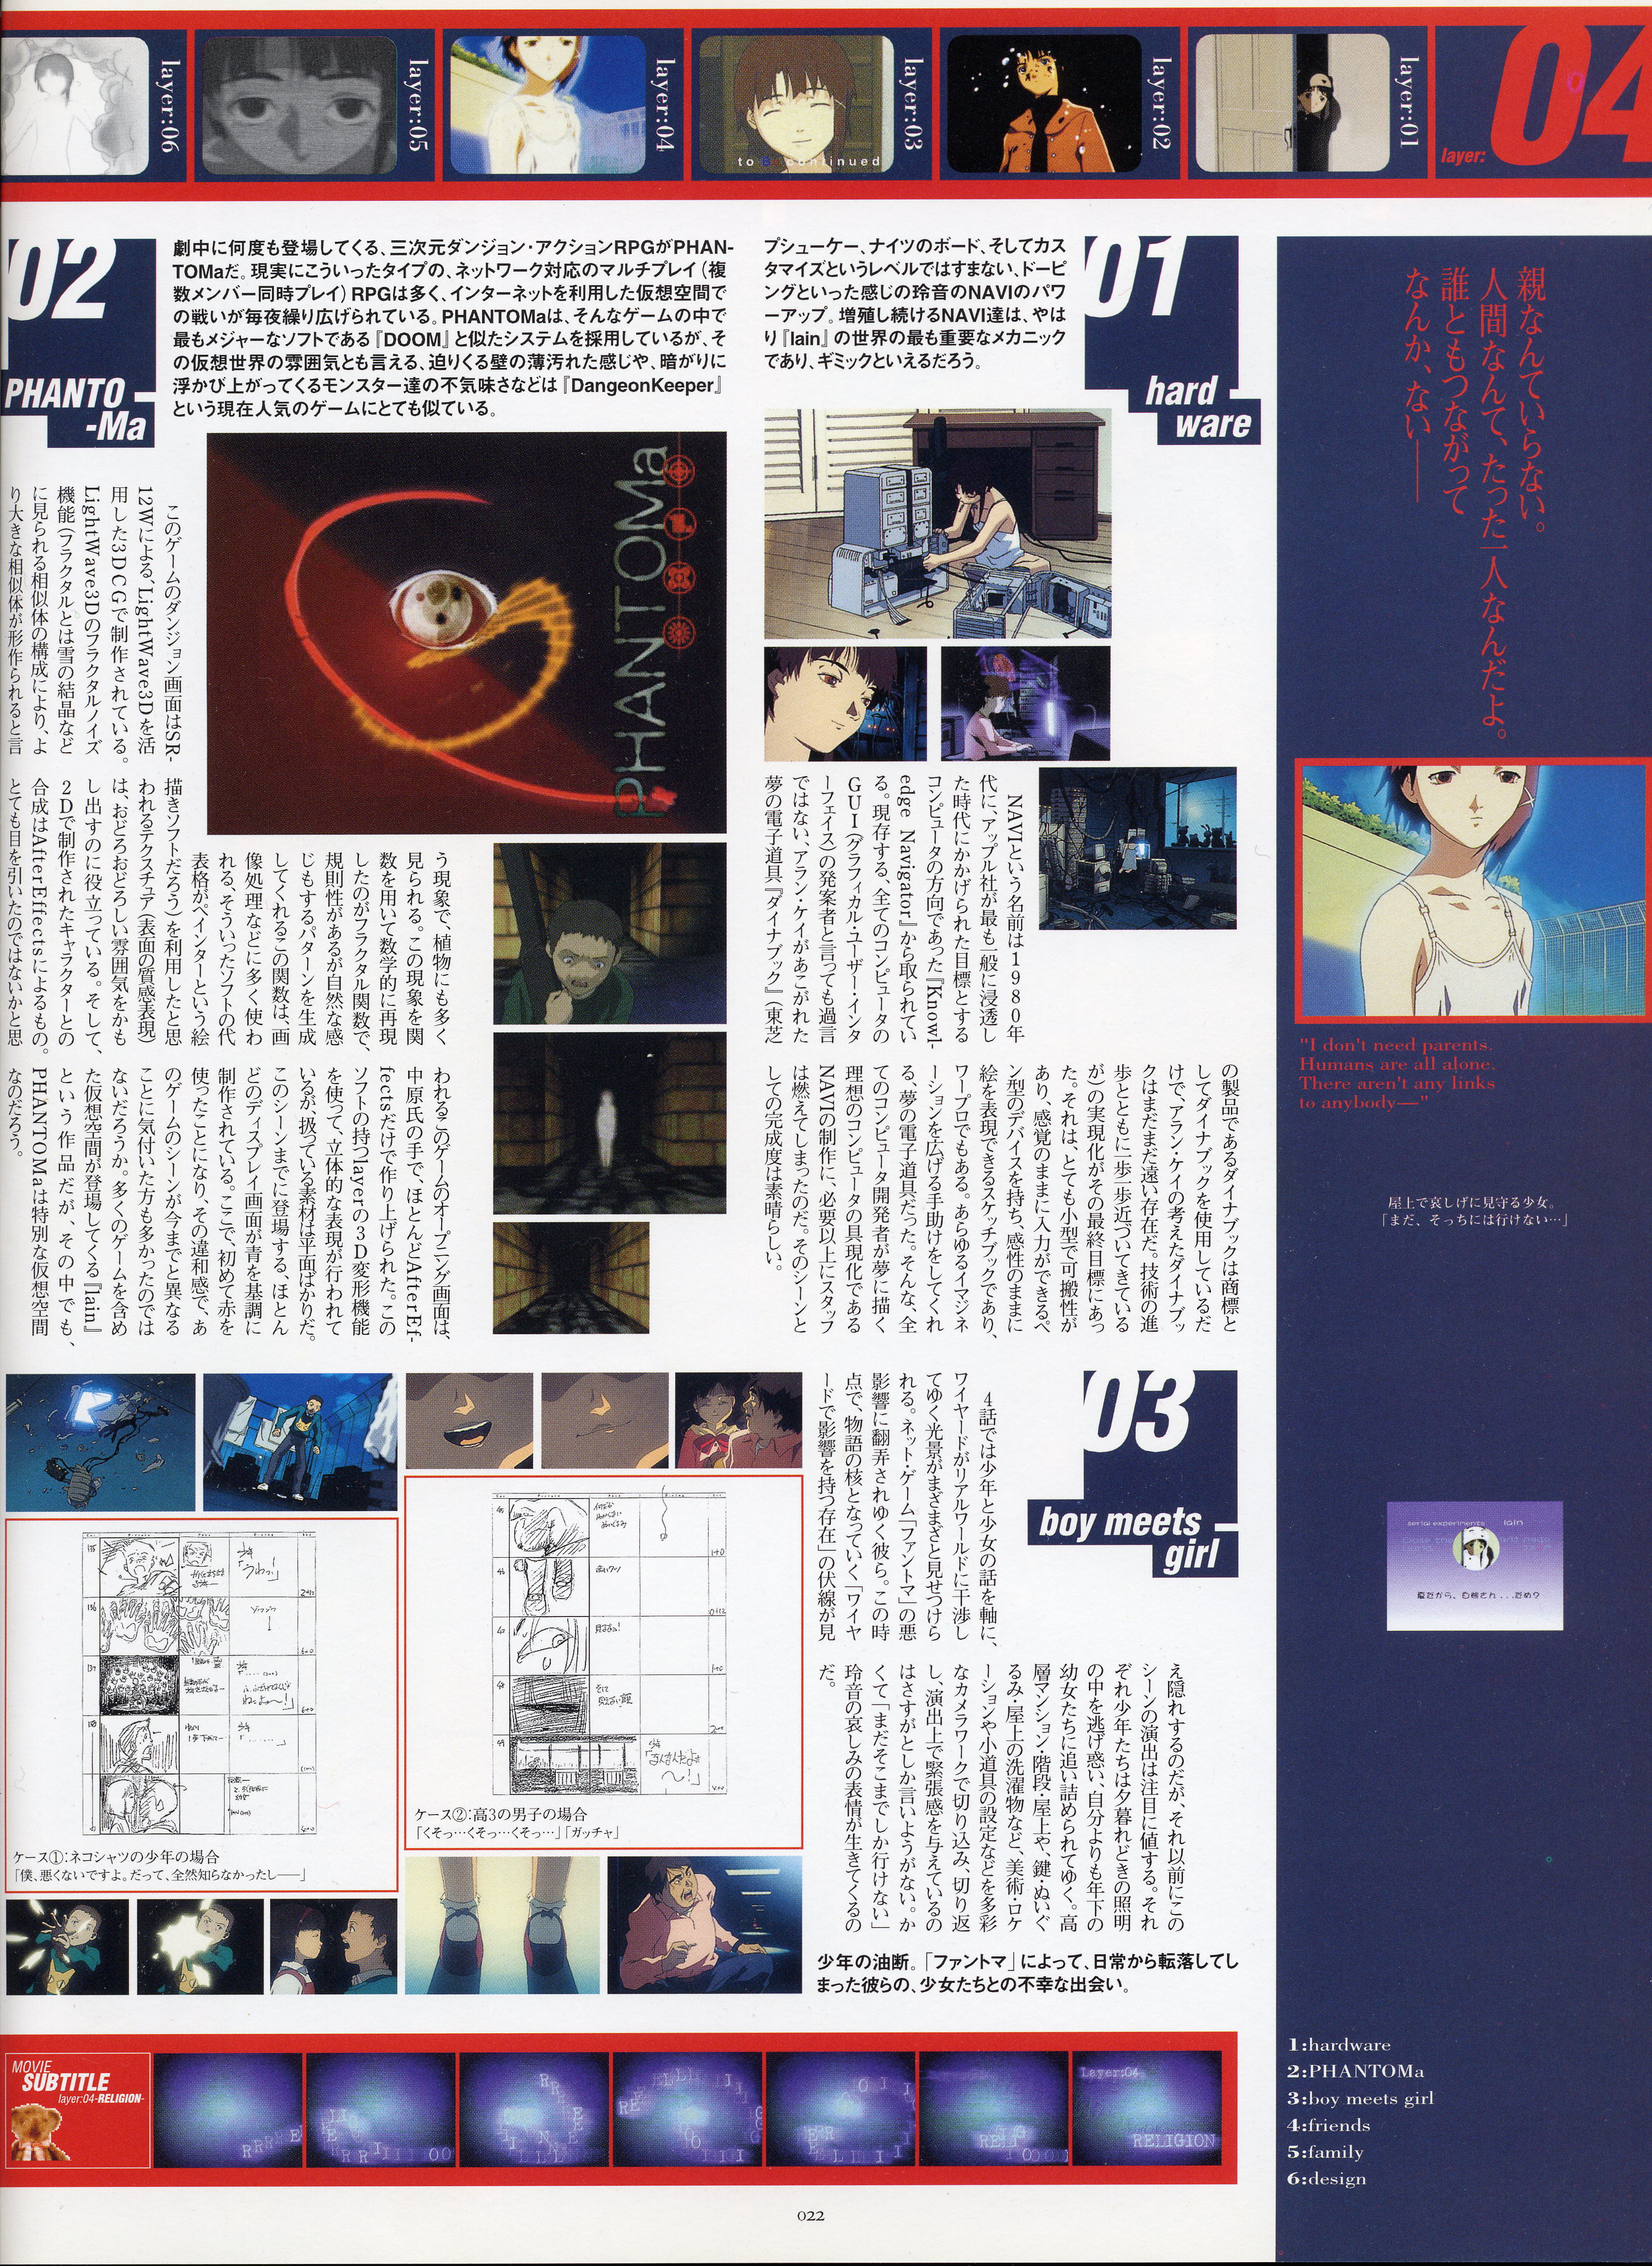 layer:06
layer:05
layer:04
layer:03
to Be continued
layer:02
layer:01
layer:
04
親なんていらない。
人間なんて、たった一人なんだよ。
誰ともつながって
なんか、ない——
"I don't need parents.
Humans are all alone.
There aren't any links
to anybody—"
屋上で哀しげに見守る少女。
「まだ、そっちには行けない…」
serial experiments lain
1:hardware
2:PHANTOMa
3:boy meets girl
4:friends
5:family
6:design
01
hard
ware
プシューケー、ナイツのボード、そしてカス
タマイズというレベルではすまない、ドーピ
ングといった感じの玲音のNAVIのパワ
ーアップ。増殖し続けるNAVI達は、やは
り『lain』の世界の最も重要なメカニック
であり、ギミックといえるだろう。
NAVIという名前は1980年
代に、アップル社が最も一般に浸透し
た時代にかかげられた目標とする
コンピュータの方向であった『Knowl-
edge Navigator』から取られてい
る。現存する、全てのコンピュータの
GUI（グラフィカル・ユーザー・インタ
ーフェイス）の発案者と言っても過言
ではない、アラン・ケイがあこがれた
夢の電子道具『ダイナブック』（東芝
の製品であるダイナブックは商標と
してダイナブックを使用しているだ
けで、アラン・ケイの考えたダイナブッ
クはまだまだ遠い存在だ。技術の進
歩とともに一歩一歩近づいてきている
が）の実現化がその最終目標にあっ
た。それは、とても小型で可搬性が
あり、感覚のままに入力ができるペ
ン型のデバイスを持ち、感性のままに
絵を表現できるスケッチブックであり、
ワープロでもある。あらゆるイマジネ
ーションを広げる手助けをしてくれ
る、夢の電子道具だった。そんな、全
てのコンピュータ開発者が夢に描く
理想のコンピュータの具現化である
NAVIの制作に、必要以上にスタッフ
は燃えてしまったのだ。そのシーンと
しての完成度は素晴らしい。
02
PHANTO
-Ma
劇中に何度も登場してくる、三次元ダンジョン・アクションRPGがPHAN-
TOMaだ。現実にこういったタイプの、ネットワーク対応のマルチプレイ（複
数メンバー同時プレイ）RPGは多く、インターネットを利用した仮想空間で
の戦いが毎夜繰り広げられている。PHANTOMaは、そんなゲームの中で
最もメジャーなソフトである『DOOM』と似たシステムを採用しているが、そ
の仮想世界の雰囲気とも言える、迫りくる壁の薄汚れた感じや、暗がりに
浮かび上がってくるモンスター達の不気味さなどは『DangeonKeeper』
という現在人気のゲームにとても似ている。
PHANTOMa
このゲームのダンジョン画面はSR-
12Wによる、LightWave3Dを活
用した3DCGで制作されている。
LightWave3Dのフラクタルノイズ
機能（フラクタルとは雪の結晶など
に見られる相似体の構成により、よ
り大きな相似体が形作られると言
う現象で、植物にも多く
見られる。この現象を関
数を用いて数学的に再現
したのがフラクタル関数で、
規則性があるが自然な感
じもするパターンを生成
してくれるこの関数は、画
像処理などに多く使わ
れる、そういったソフトの代
表格がペインターという絵
描きソフトだろう）を利用したと思
われるテクスチュア（表面の質感表現）
は、おどろおどろしい雰囲気をかも
し出すのに役立っている。そして、
2Dで制作されたキャラクターとの
合成はAfterEffectsによるもの。
とても目を引いたのではないかと思
われるこのゲームのオープニング画面は、
中原氏の手で、ほとんどAfterEf-
fectsだけで作り上げられた。この
ソフトの持つlayerの3D変形機能
を使って、立体的な表現が行われて
いるが、扱っている素材は平面ばかりだ。
このシーンまでに登場する、ほとん
どのディスプレイ画面が青を基調に
制作されている。ここで、初めて赤を
使ったことになり、その違和感で、あ
のゲームのシーンが今までと異なる
ことに気付いた方も多かったのでは
ないだろうか。多くのゲームを含め
た仮想空間が登場してくる『lain』
という作品だが、その中でも、
PHANTOMaは特別な仮想空間
なのだろう。
03
boy meets
girl
4話では少年と少女の話を軸に、
ワイヤードがリアルワールドに干渉し
てゆく光景がまざまざと見せつけら
れる。ネット・ゲーム「ファントマ」の悪
影響に翻弄されゆく彼ら。この時
点で、物語の核となっていく「ワイヤ
ードで影響を持つ存在」の伏線が見
え隠れするのだが、それ以前にこの
シーンの演出は注目に値する。それ
ぞれ少年たちは夕暮れどきの照明
の中を逃げ惑い、自分よりも年下の
幼女たちに追い詰められてゆく。高
層マンション・階段・屋上や、鍵・ぬいぐ
るみ・屋上の洗濯物など、美術・ロケ
ーションや小道具の設定などを多彩
なカメラワークで切り込み、切り返
し、演出上で緊張感を与えているの
はさすがとしか言いようがない。か
くて「まだそこまでしか行けない」
玲音の哀しみの表情が生きてくるの
だ。
少年の油断。「ファントマ」によって、日常から転落してし
まった彼らの、少女たちとの不幸な出会い。
ケース②：高3の男子の場合
「くそっ…くそっ…くそっ…」「ガッチャ」
ケース①：ネコシャツの少年の場合
「僕、悪くないですよ。だって、全然知らなかったし——」
MOVIE
SUBTITLE
layer:04-RELIGION-
Layer:04
RELIGION
022